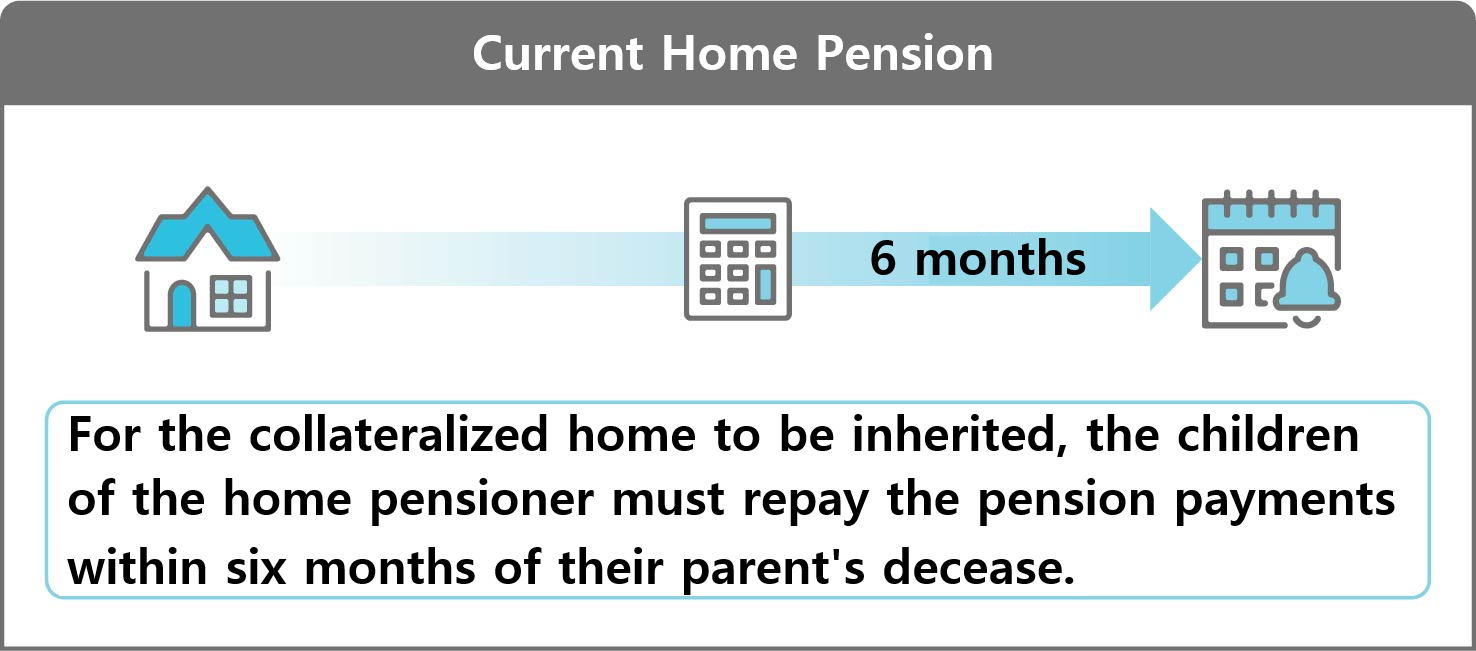 Current Home Pension
6 months
For the collateralized home to be inherited, the children
of the home pensioner must repay the pension payments
within six months of their parent's decease.